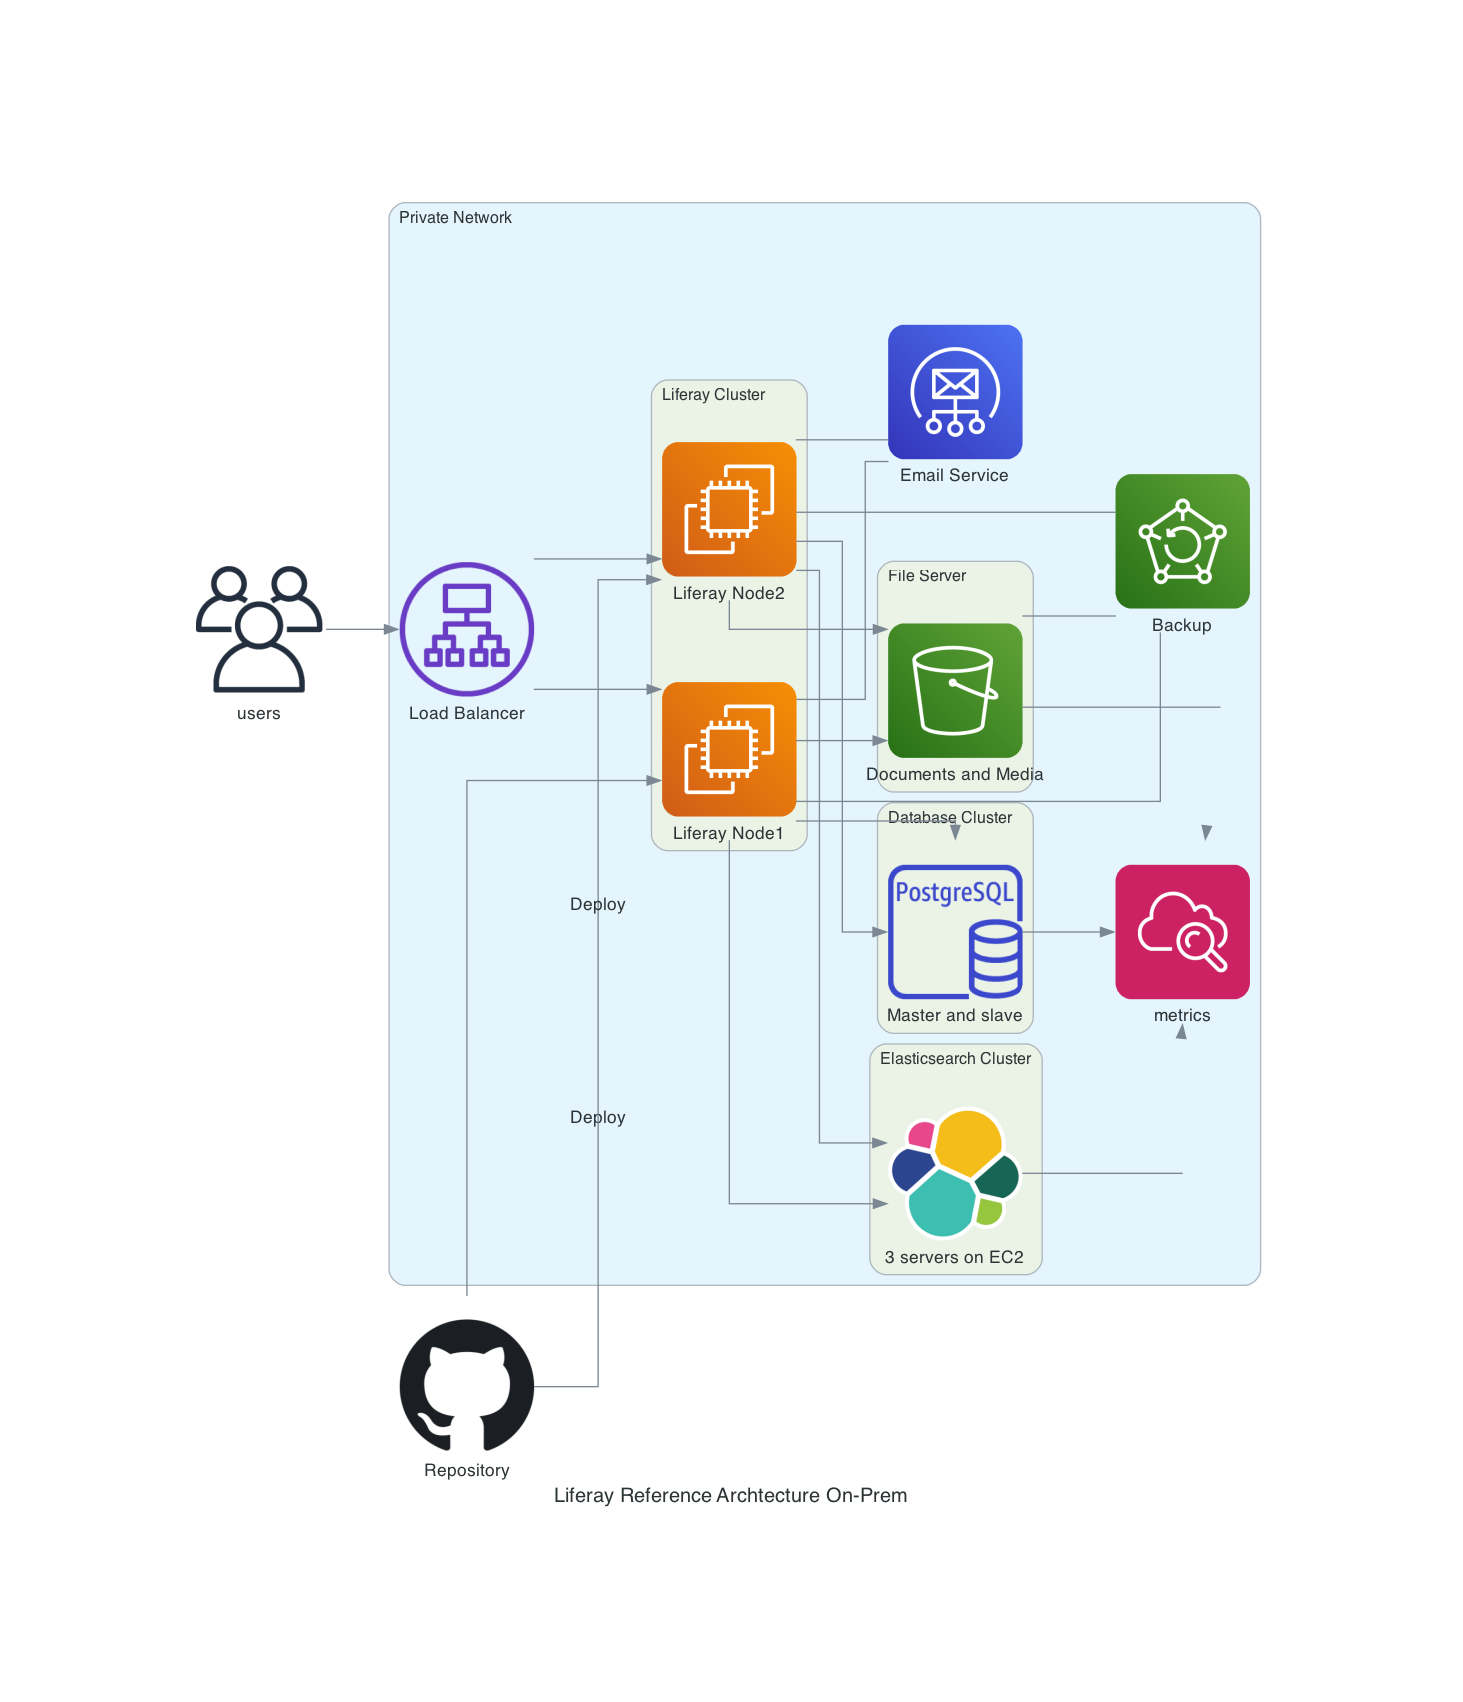 Private Network
Liferay Cluster
Email Service
Liferay Node2
File Server
Backup
users
Load Balancer
Documents and Media
Liferay Node1
Database Cluster
Deploy
PostgreSQL
Master and slave
metrics
Elasticsearch Cluster
Deploy
3 servers on EC2
Repository
Liferay Reference Archtecture On-Prem